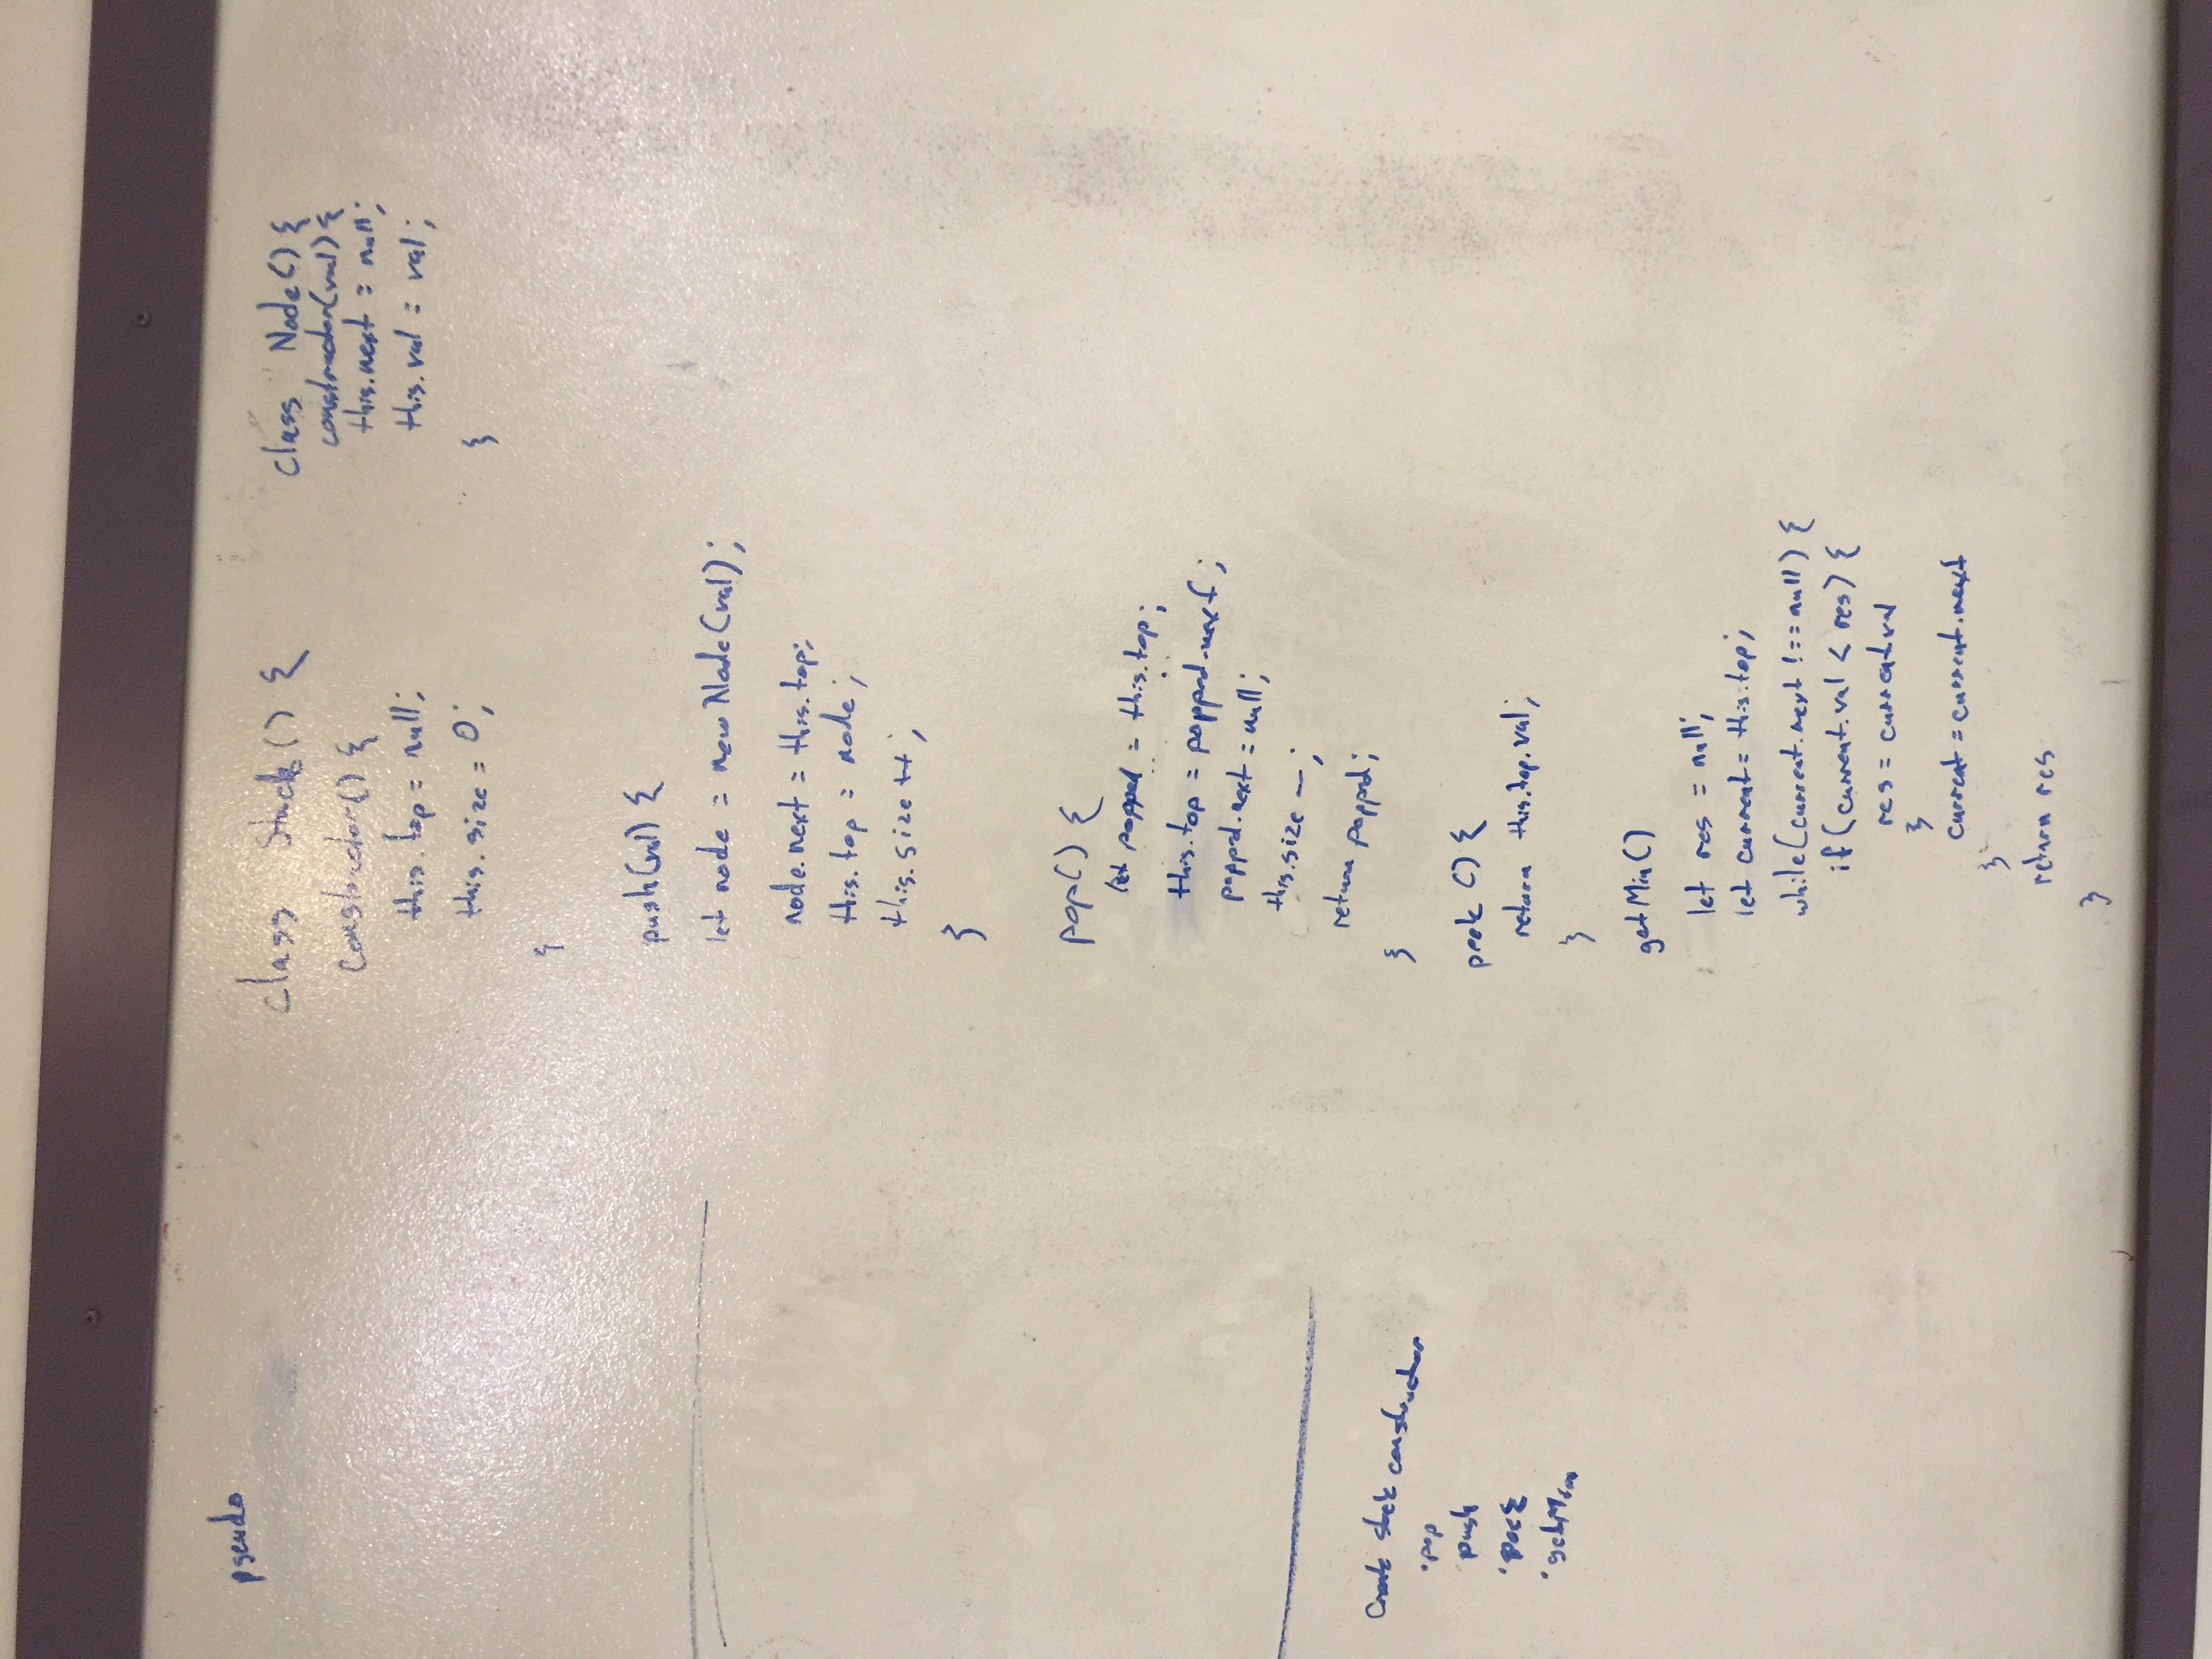 pseudo
class Stack() {
constructor() {
this.top = null;
this.size = 0;
}
push(val) {
let node = new Node(val);
node.next = this.top;
this.top = node;
this.size ++;
}
pop() {
let popped = this.top;
this.top = popped.next;
popped.next = null;
this.size --;
return popped;
}
peek () {
return this.top.val;
}
getMin()
let res = null;
let current = this.top;
while(current.next !== null) {
if (current.val < res) {
res = current.val
}
current = current.next
}
return res
}
class Node() {
constructor(val) {
this.next = null;
this.val = val;
}
Create stack constructor
• pop
push
• peek
• getMin